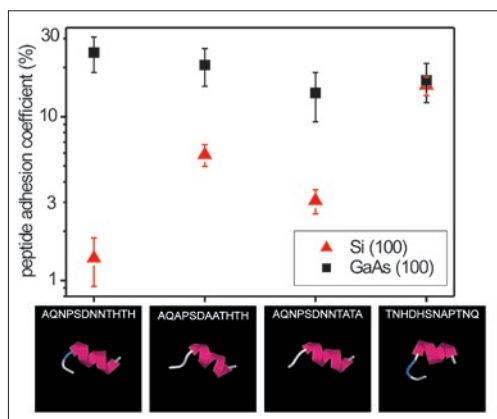 30
10
3
1
peptide adhesion coefficient (%)
Si (100)
GaAs (100)
AQNPSDNNTHTH
AQAPSDAATHTH
AQNPSDNNTATA
TNHDHSNAPTNQ